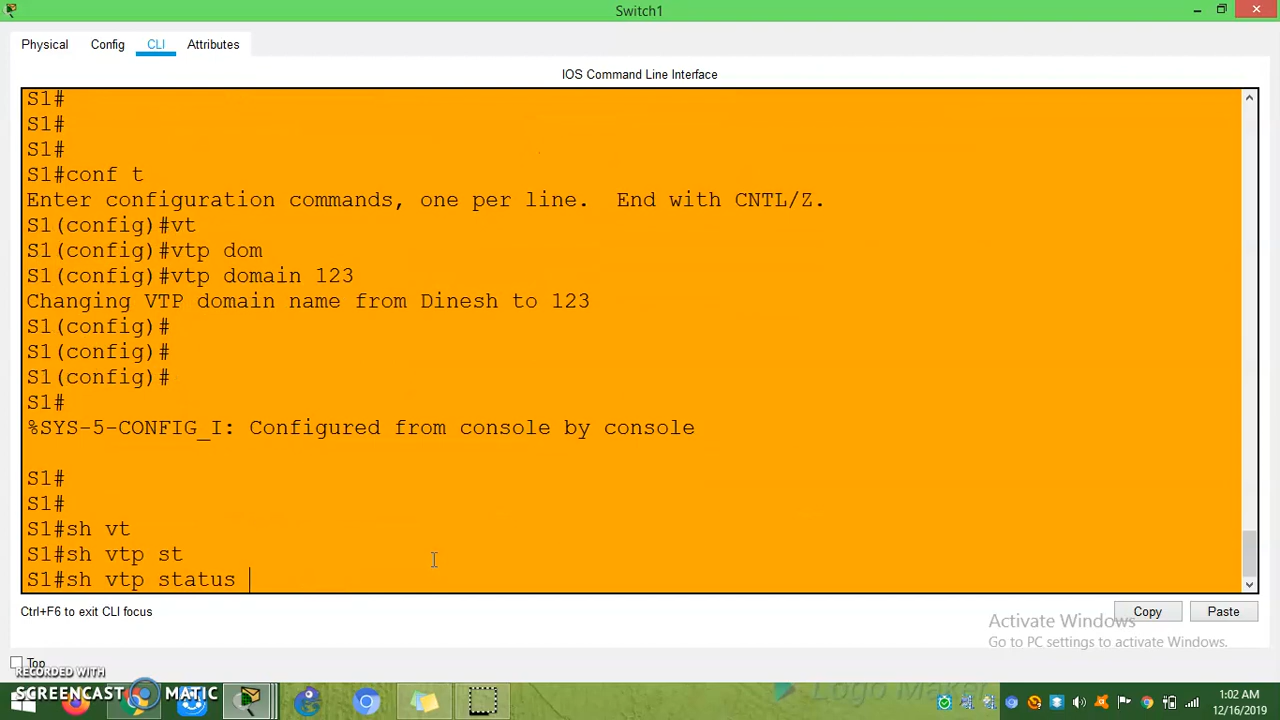 Switch1
Physical Config CLI Attributes
IOS Command Line Interface
S1#
S1#
S1#
S1#conf t
Enter configuration commands, one per line.  End with CNTL/Z.
S1(config)#vt
S1(config)#vtp dom
S1(config)#vtp domain 123
Changing VTP domain name from Dinesh to 123
S1(config)#
S1(config)#
S1(config)#
S1#
%SYS-5-CONFIG_I: Configured from console by console
S1#
S1#
S1#sh vt
S1#sh vtp st
S1#sh vtp status
Ctrl+F6 to exit CLI focus
Copy Paste
Activate Windows
Go to PC settings to activate Windows.
Top
RECORDED WITH
SCREENCAST MATIC
Logo Maker
1:02 AM
12/16/2019